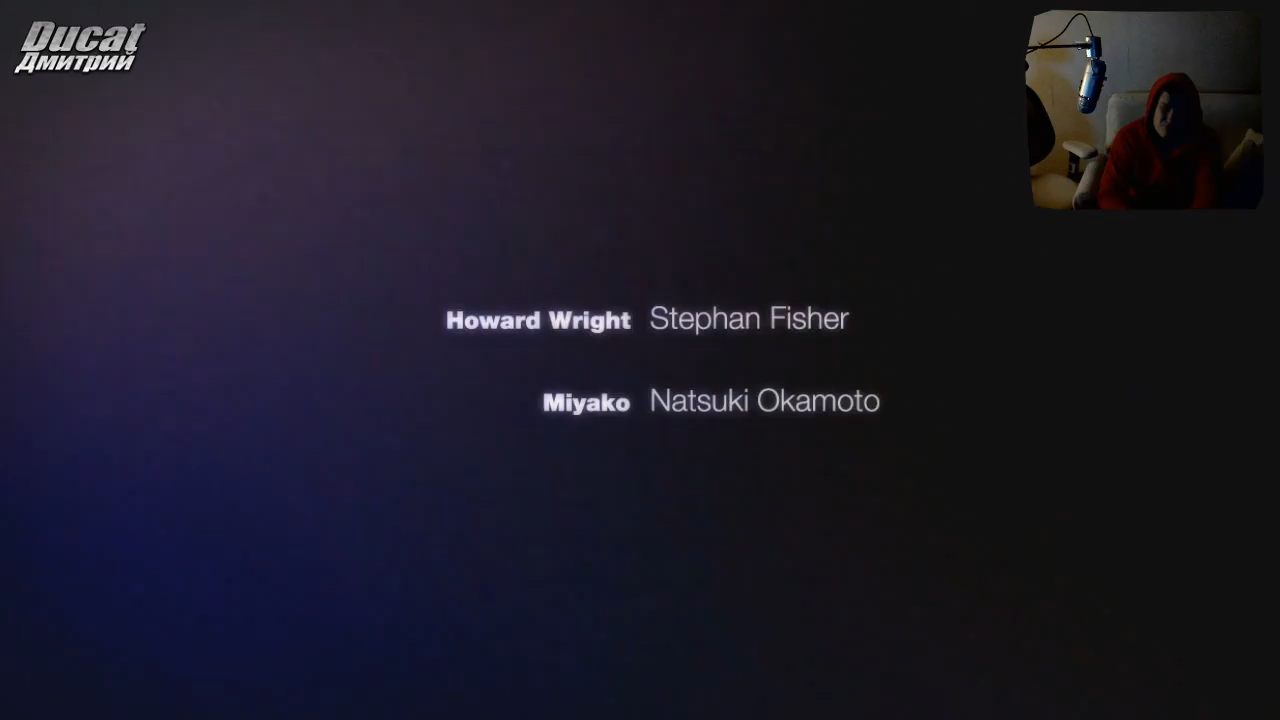 Ducat
Дмитрий
Howard Wright Stephan Fisher
Miyako Natsuki Okamoto